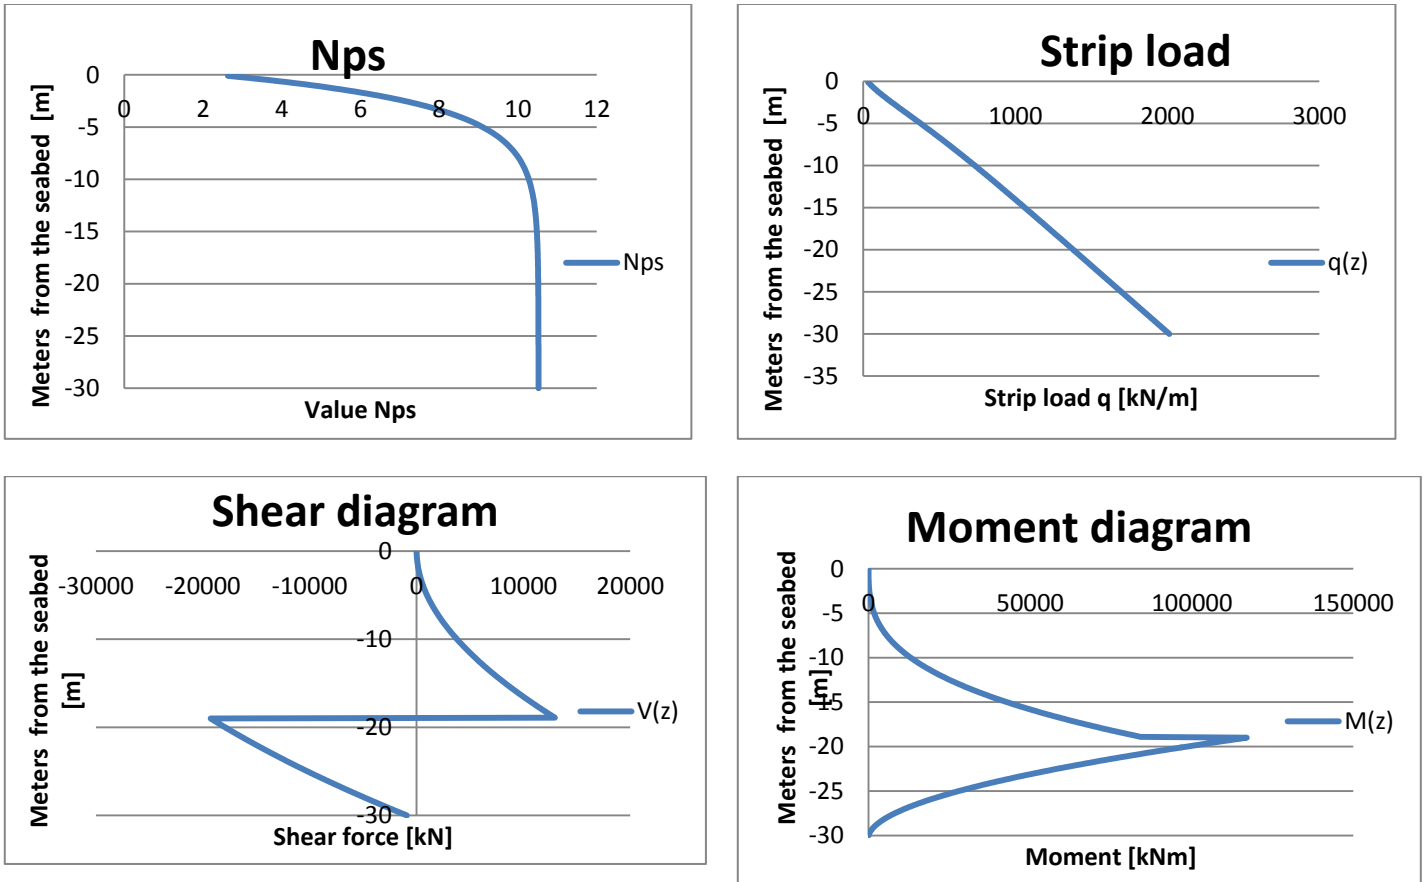 Nps
0
-5
-10
-15
-20
-25
-30
0 2 4 6 8 10 12
Meters from the seabed [m]
Value Nps
Nps
Strip load
0
-5
-10
-15
-20
-25
-30
-35
0 1000 2000 3000
Meters from the seabed [m]
Strip load q [kN/m]
q(z)
Shear diagram
0
-30000 -20000 -10000 0 10000 20000
-10
-20
-30
Meters from the seabed
[m]
Shear force [kN]
V(z)
Moment diagram
0
-5
-10
-15
-20
-25
-30
0 50000 100000 150000
Meters from the seabed
[m]
Moment [kNm]
M(z)